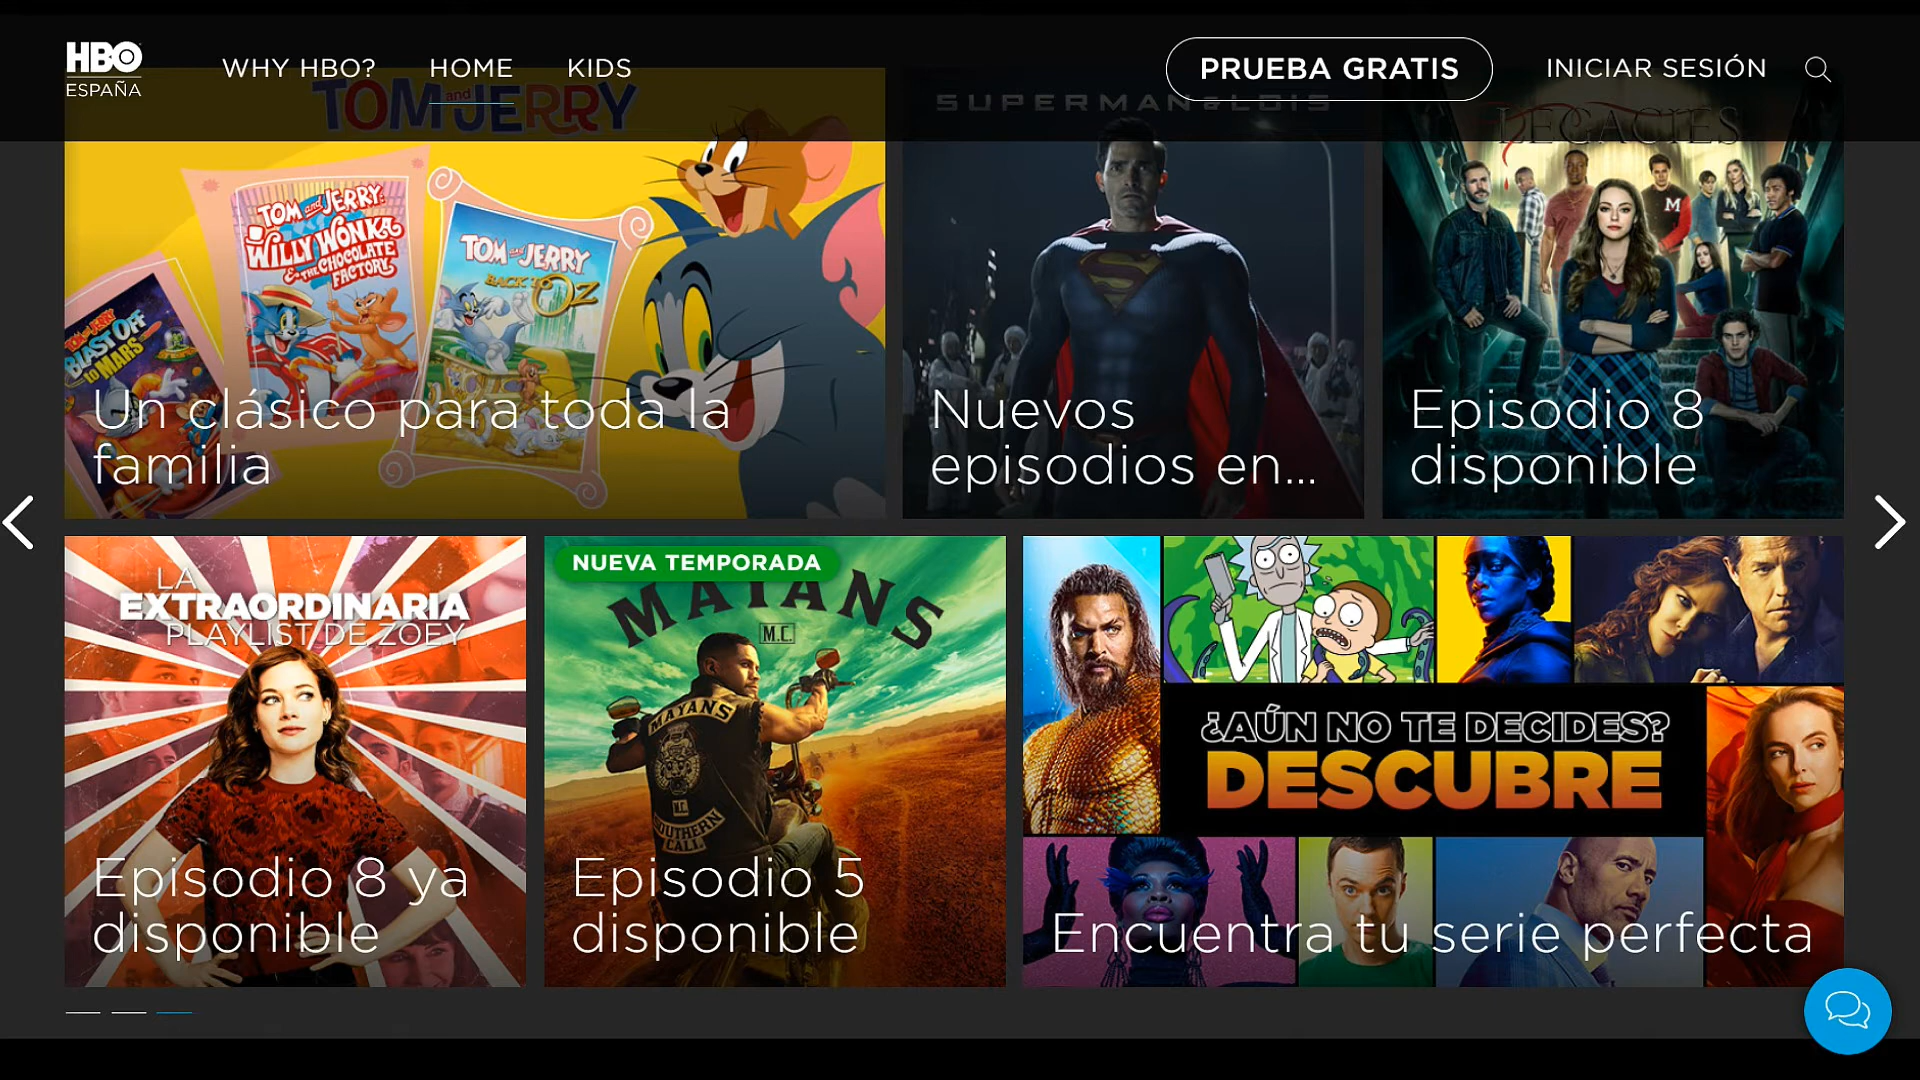 HBO
ESPAÑA
WHY HBO?
HOME
KIDS
PRUEBA GRATIS
INICIAR SESIÓN
TOM and JERRY
TOM and JERRY:
WILLY WONKA
& THE CHOCOLATE
FACTORY
TOM and JERRY
BACK TO OZ
TOM and JERRY
BLAST OFF
to MARS
Un clásico para toda la
familia
SUPERMAN & LOIS
Nuevos
episodios en...
LEGACIES
M
Episodio 8
disponible
LA
EXTRAORDINARIA
PLAYLIST DE ZOEY
Episodio 8 ya
disponible
NUEVA TEMPORADA
MAYANS
M.C.
MAYANS
M.C.
SOUTHERN
CALI.
Episodio 5
disponible
¿AÚN NO TE DECIDES?
DESCUBRE
Encuentra tu serie perfecta